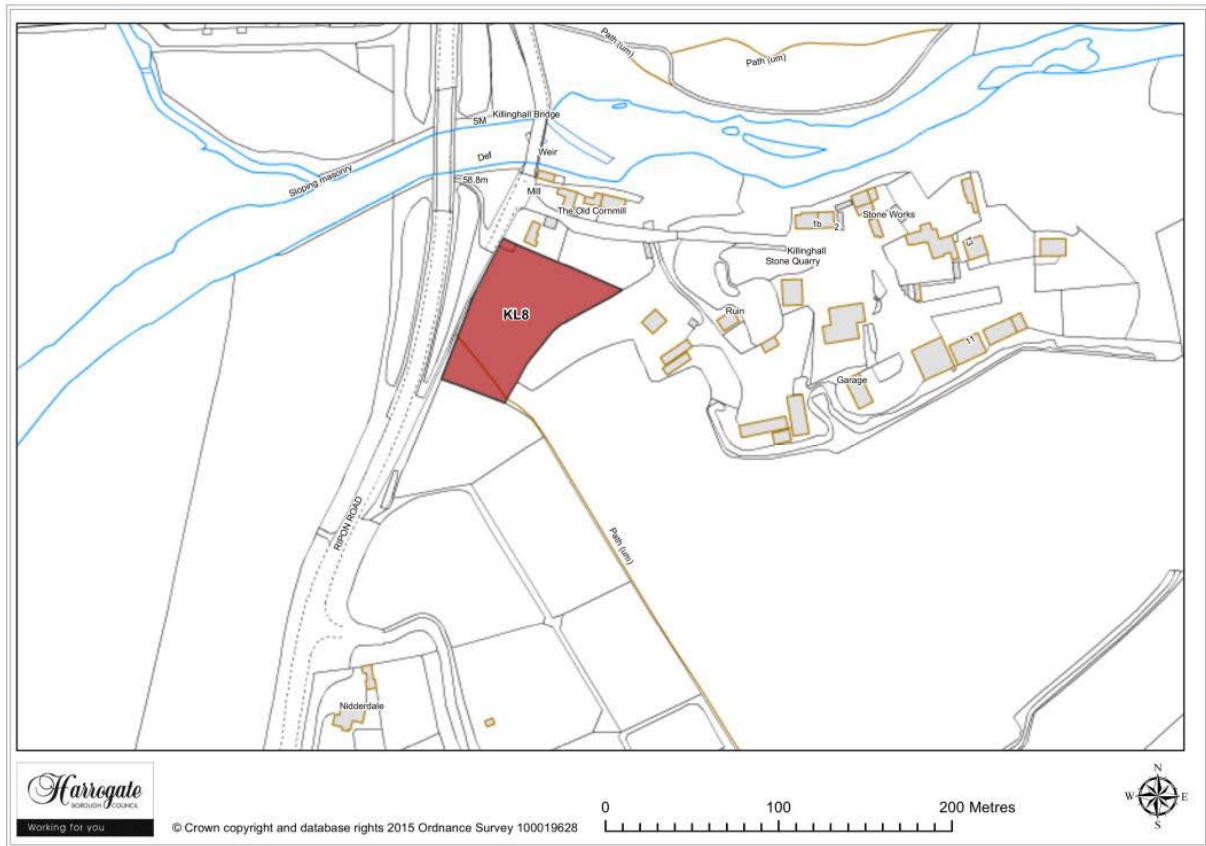 Path (um)
Path (um)
SM
Killinghall Bridge
Weir
Def
Sloping masonry
58.8m
Mill
The Old Cornmill
1b
2
Stone Works
13
Killinghall
Stone Quarry
KL8
Ruin
11
Garage
RIPON ROAD
Path (um)
Nidderdale
Harrogate
BOROUGH COUNCIL
Working for you
© Crown copyright and database rights 2015 Ordnance Survey 100019628
0 100 200 Metres
N
W E
S